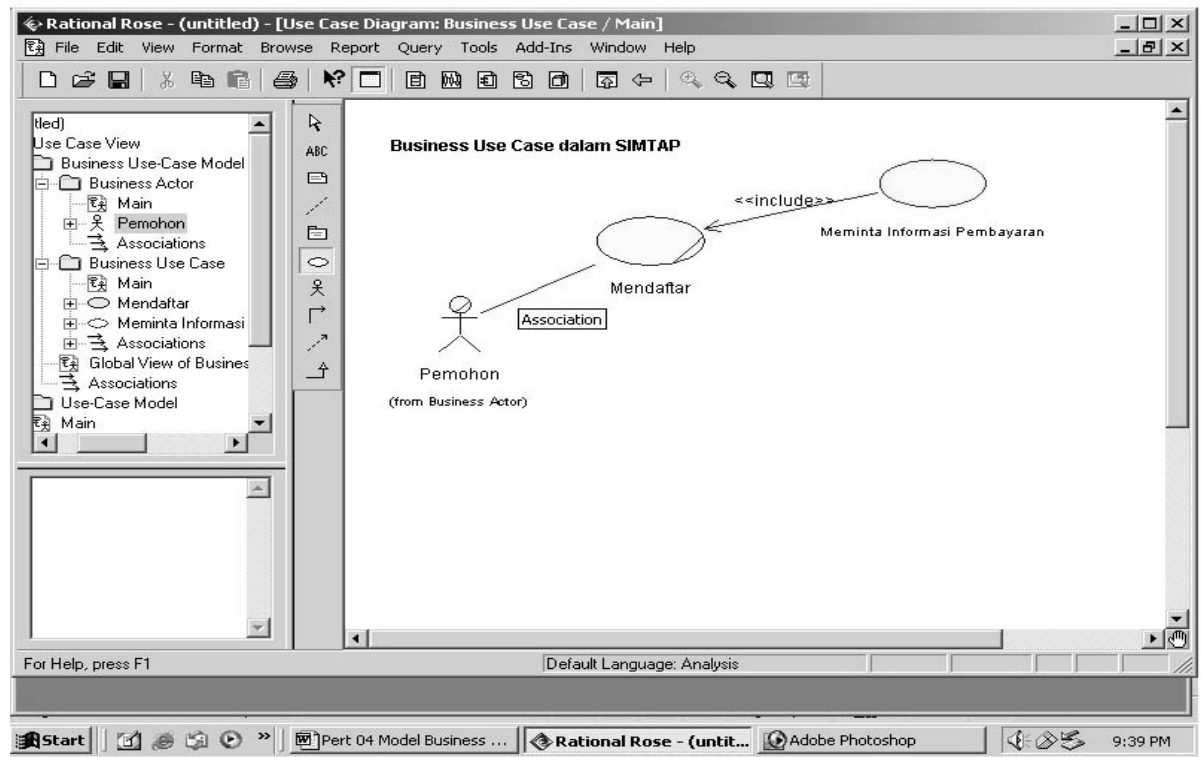 Rational Rose - (untitled) - [Use Case Diagram: Business Use Case / Main]
File Edit View Format Browse Report Query Tools Add-Ins Window Help
tled)
Use Case View
Business Use-Case Model
Business Actor
Main
Pemohon
Associations
Business Use Case
Main
Mendaftar
Meminta Informasi
Associations
Global View of Busines
Associations
Use-Case Model
Main
ABC
Business Use Case dalam SIMTAP
<<include>>
Meminta Informasi Pembayaran
Mendaftar
Association
Pemohon
(from Business Actor)
For Help, press F1
Default Language: Analysis
Start
»
Pert 04 Model Business ...
Rational Rose - (untit...
Adobe Photoshop
9:39 PM